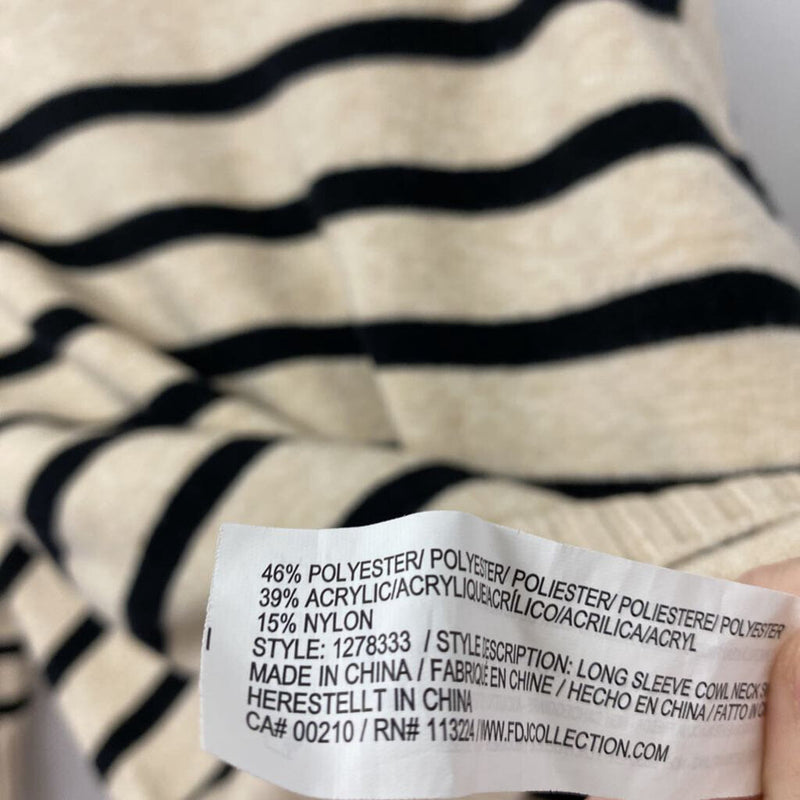 46% POLYESTER/ POLYESTER/ POLIESTER/ POLIESTERE/ POLYESTER
39% ACRYLIC/ACRYLIQUE/ACRÍLICO/ACRILICA/ACRYL
15% NYLON
STYLE: 1278333 / STYLE DESCRIPTION: LONG SLEEVE COWL NECK
MADE IN CHINA / FABRIQUÉ EN CHINE / HECHO EN CHINA / FATTO IN
HERESTELLT IN CHINA
CA# 00210 / RN# 113224 / WWW.FDJCOLLECTION.COM